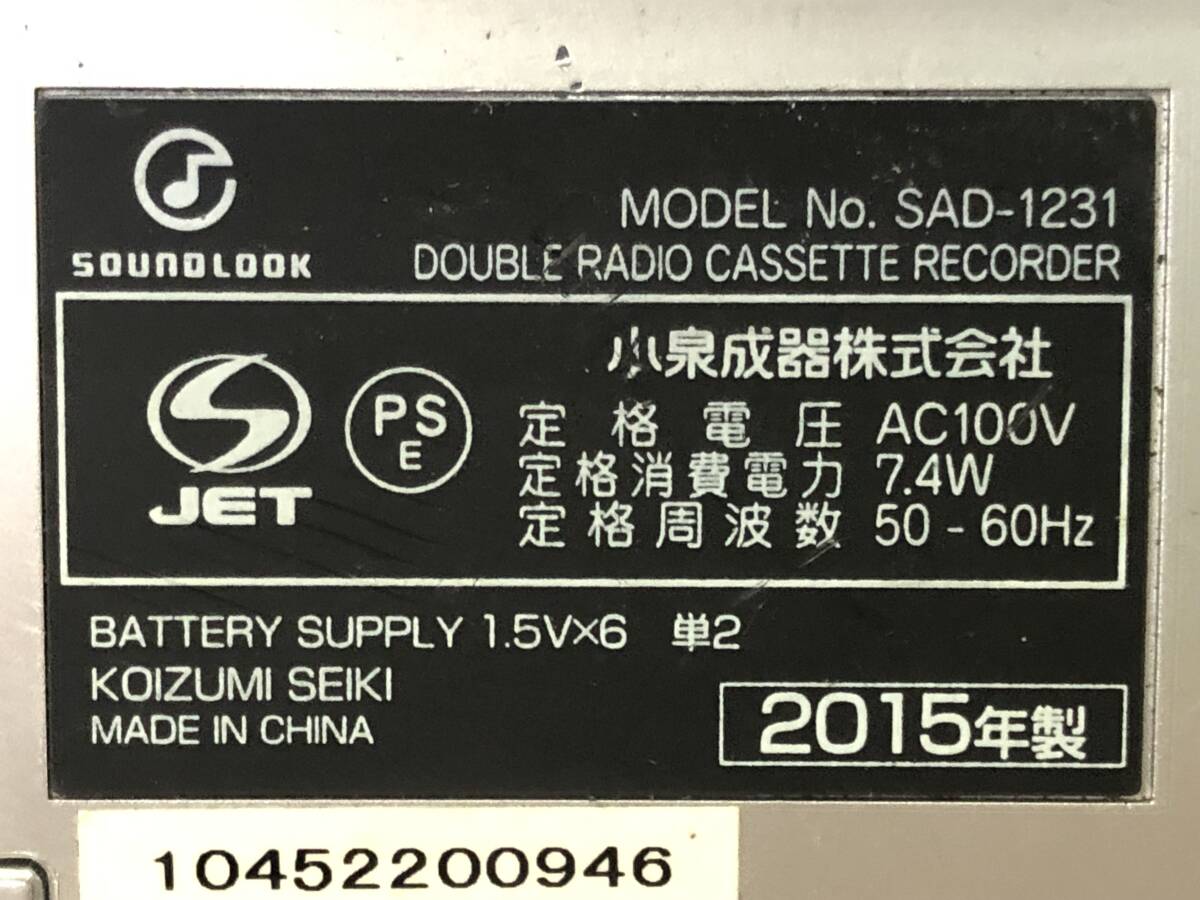 SOUNDLOOK
MODEL No. SAD-1231
DOUBLE RADIO CASSETTE RECORDER
JET
PS
E
小泉成器株式会社
定格電圧 AC100V
定格消費電力 7.4W
定格周波数 50-60Hz
BATTERY SUPPLY 1.5V×6 単2
KOIZUMI SEIKI
MADE IN CHINA
2015年製
10452200946